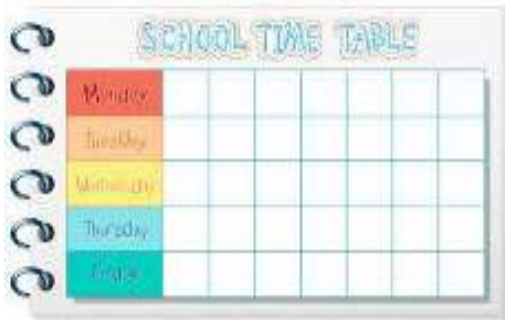 SCHOOL TIME TABLE
Monday
Tuesday
Wednesday
Thursday
Friday